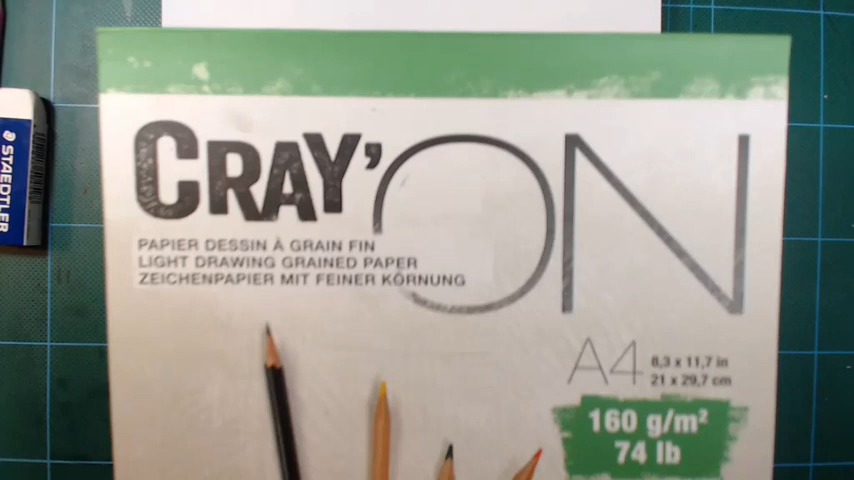 CRAY'ON
PAPIER DESSIN À GRAIN FIN
LIGHT DRAWING GRAINED PAPER
ZEICHENPAPIER MIT FEINER KÖRNUNG
A4 8,3 x 11,7 in
21 x 29,7 cm
160 g/m²
74 lb
STAEDTLER